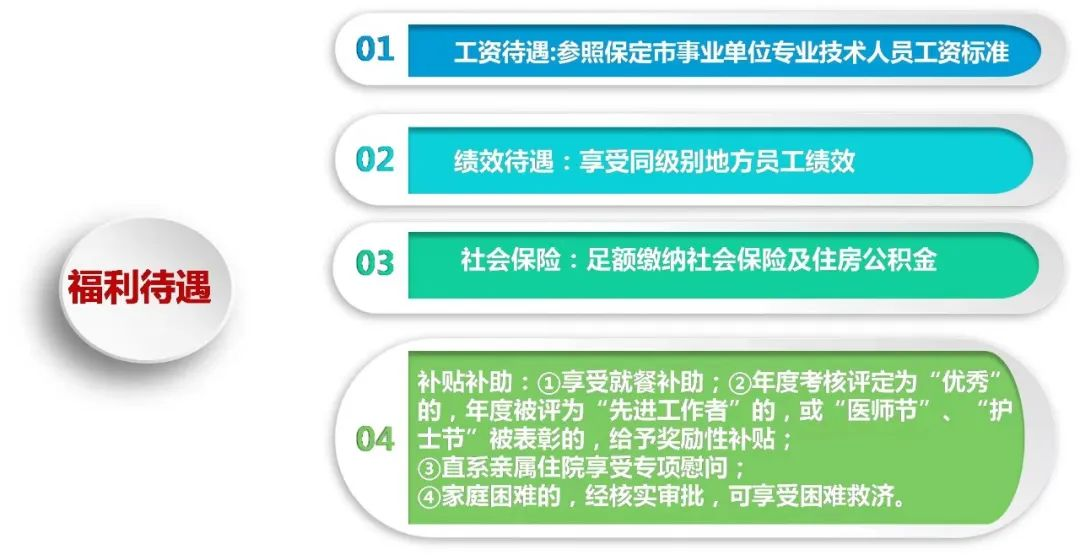 福利待遇
01
工资待遇:参照保定市事业单位专业技术人员工资标准
02
绩效待遇：享受同级别地方员工绩效
03
社会保险：足额缴纳社会保险及住房公积金
04
补贴补助：①享受就餐补助；②年度考核评定为“优秀”
的，年度被评为“先进工作者”的，或“医师节”、“护
士节”被表彰的，给予奖励性补贴；
③直系亲属住院享受专项慰问；
④家庭困难的，经核实审批，可享受困难救济。